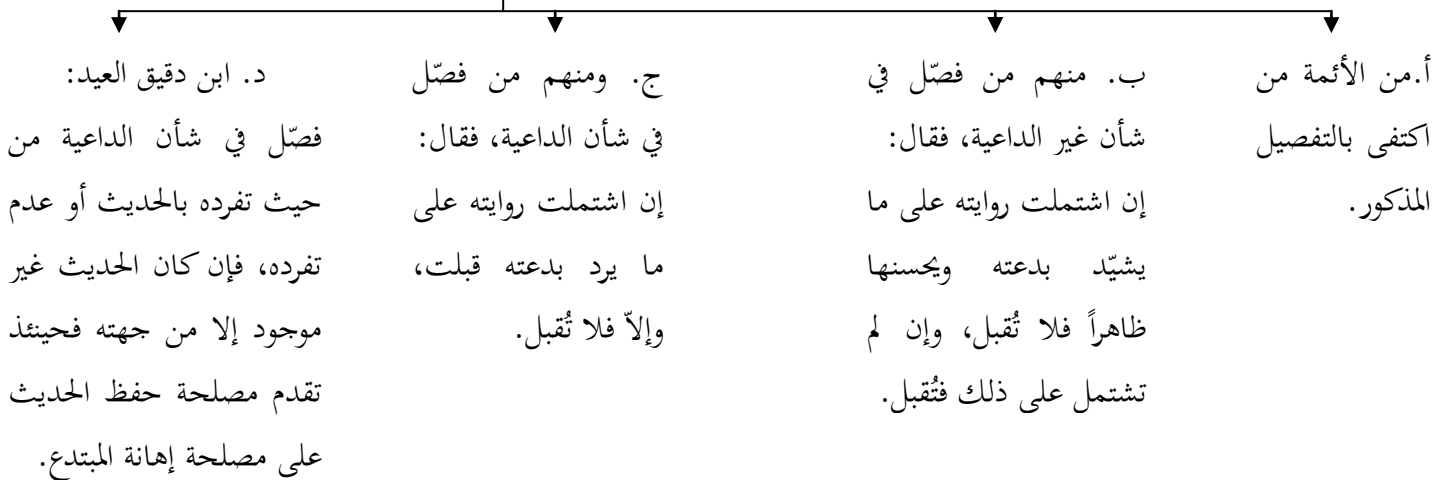 أ.من الأئمة من
اكتفى بالتفصيل
المذكور.
ب. منهم من فصّل في
شأن غير الداعية، فقال:
إن اشتملت روايته على ما
يشيّد بدعته ويحسنها
ظاهراً فلا تُقبل، وإن لم
تشتمل على ذلك فتُقبل.
ج. ومنهم من فصّل
في شأن الداعية، فقال:
إن اشتملت روايته على
ما يرد بدعته قبلت،
وإلاّ فلا تُقبل.
د. ابن دقيق العيد:
فصّل في شأن الداعية من
حيث تفرده بالحديث أو عدم
تفرده، فإن كان الحديث غير
موجود إلا من جهته فحينئذ
تقدم مصلحة حفظ الحديث
على مصلحة إهانة المبتدع.